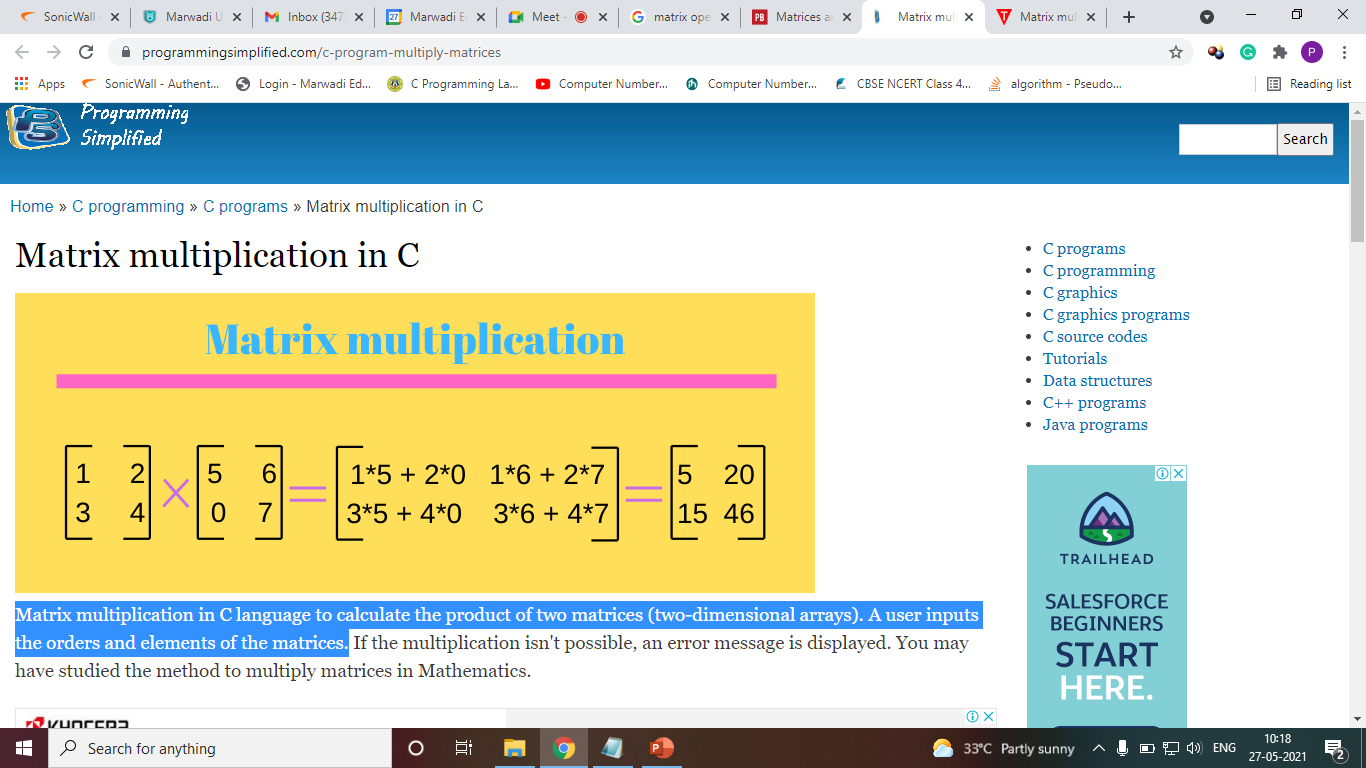 SonicWall -
Marwadi U
Inbox (347
Marwadi E
Meet -
matrix ope
Matrices a
Matrix mul
Matrix mul
programmingsimplified.com/c-program-multiply-matrices
P
Apps
SonicWall - Authent...
Login - Marwadi Ed...
C Programming La...
Computer Number...
Computer Number...
CBSE NCERT Class 4...
algorithm - Pseudo...
Reading list
Programming
Simplified
Search
Home » C programming » C programs » Matrix multiplication in C
Matrix multiplication in C
Matrix multiplication
1 2 × 5 6 = 1*5 + 2*0 1*6 + 2*7 = 5 20
3 4 0 7 3*5 + 4*0 3*6 + 4*7 15 46
Matrix multiplication in C language to calculate the product of two matrices (two-dimensional arrays). A user inputs
the orders and elements of the matrices. If the multiplication isn't possible, an error message is displayed. You may
have studied the method to multiply matrices in Mathematics.
C programs
C programming
C graphics
C graphics programs
C source codes
Tutorials
Data structures
C++ programs
Java programs
TRAILHEAD
SALESFORCE
BEGINNERS
START
HERE.
KYOCERA
Search for anything
33°C Partly sunny
ENG
10:18
27-05-2021
2